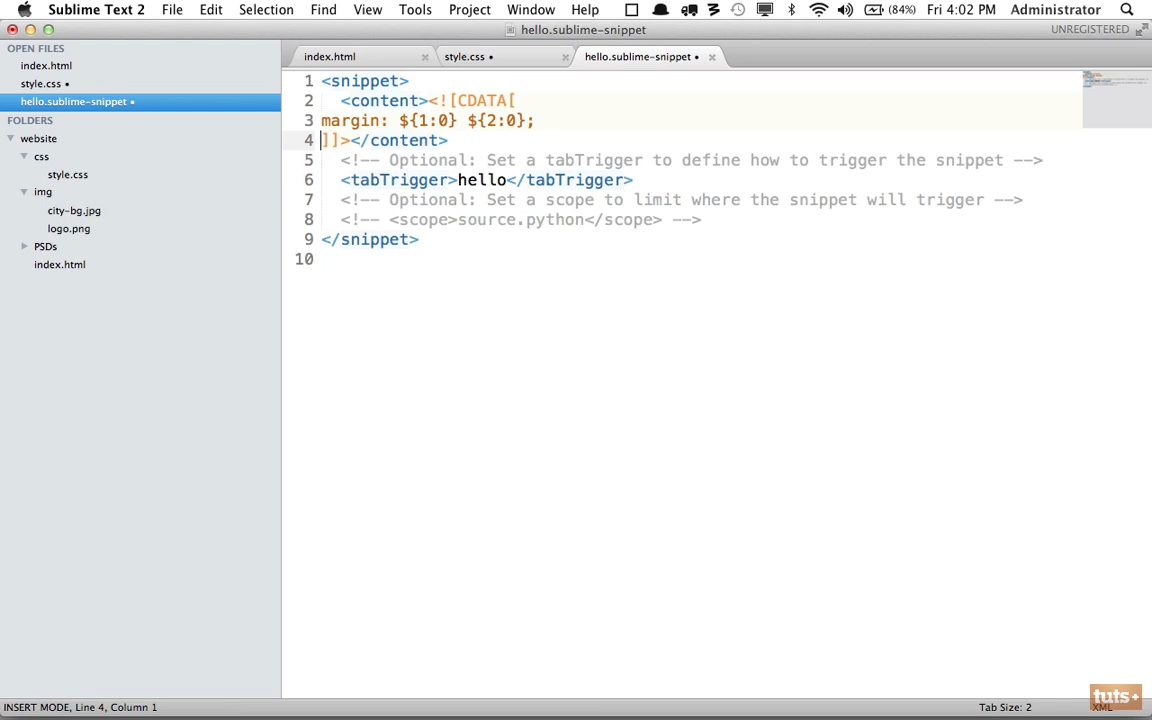 Sublime Text 2 File Edit Selection Find View Tools Project Window Help (84%) Fri 4:02 PM Administrator
hello.sublime-snippet UNREGISTERED
OPEN FILES
index.html
style.css •
hello.sublime-snippet •
FOLDERS
website
css
style.css
img
city-bg.jpg
logo.png
PSDs
index.html
index.html style.css • hello.sublime-snippet •
1 <snippet>
2 <content><![CDATA[
3 margin: ${1:0} ${2:0};
4 ]]></content>
5 <!-- Optional: Set a tabTrigger to define how to trigger the snippet -->
6 <tabTrigger>hello</tabTrigger>
7 <!-- Optional: Set a scope to limit where the snippet will trigger -->
8 <!-- <scope>source.python</scope> -->
9 </snippet>
10
INSERT MODE, Line 4, Column 1 Tab Size: 2 XML
tuts+